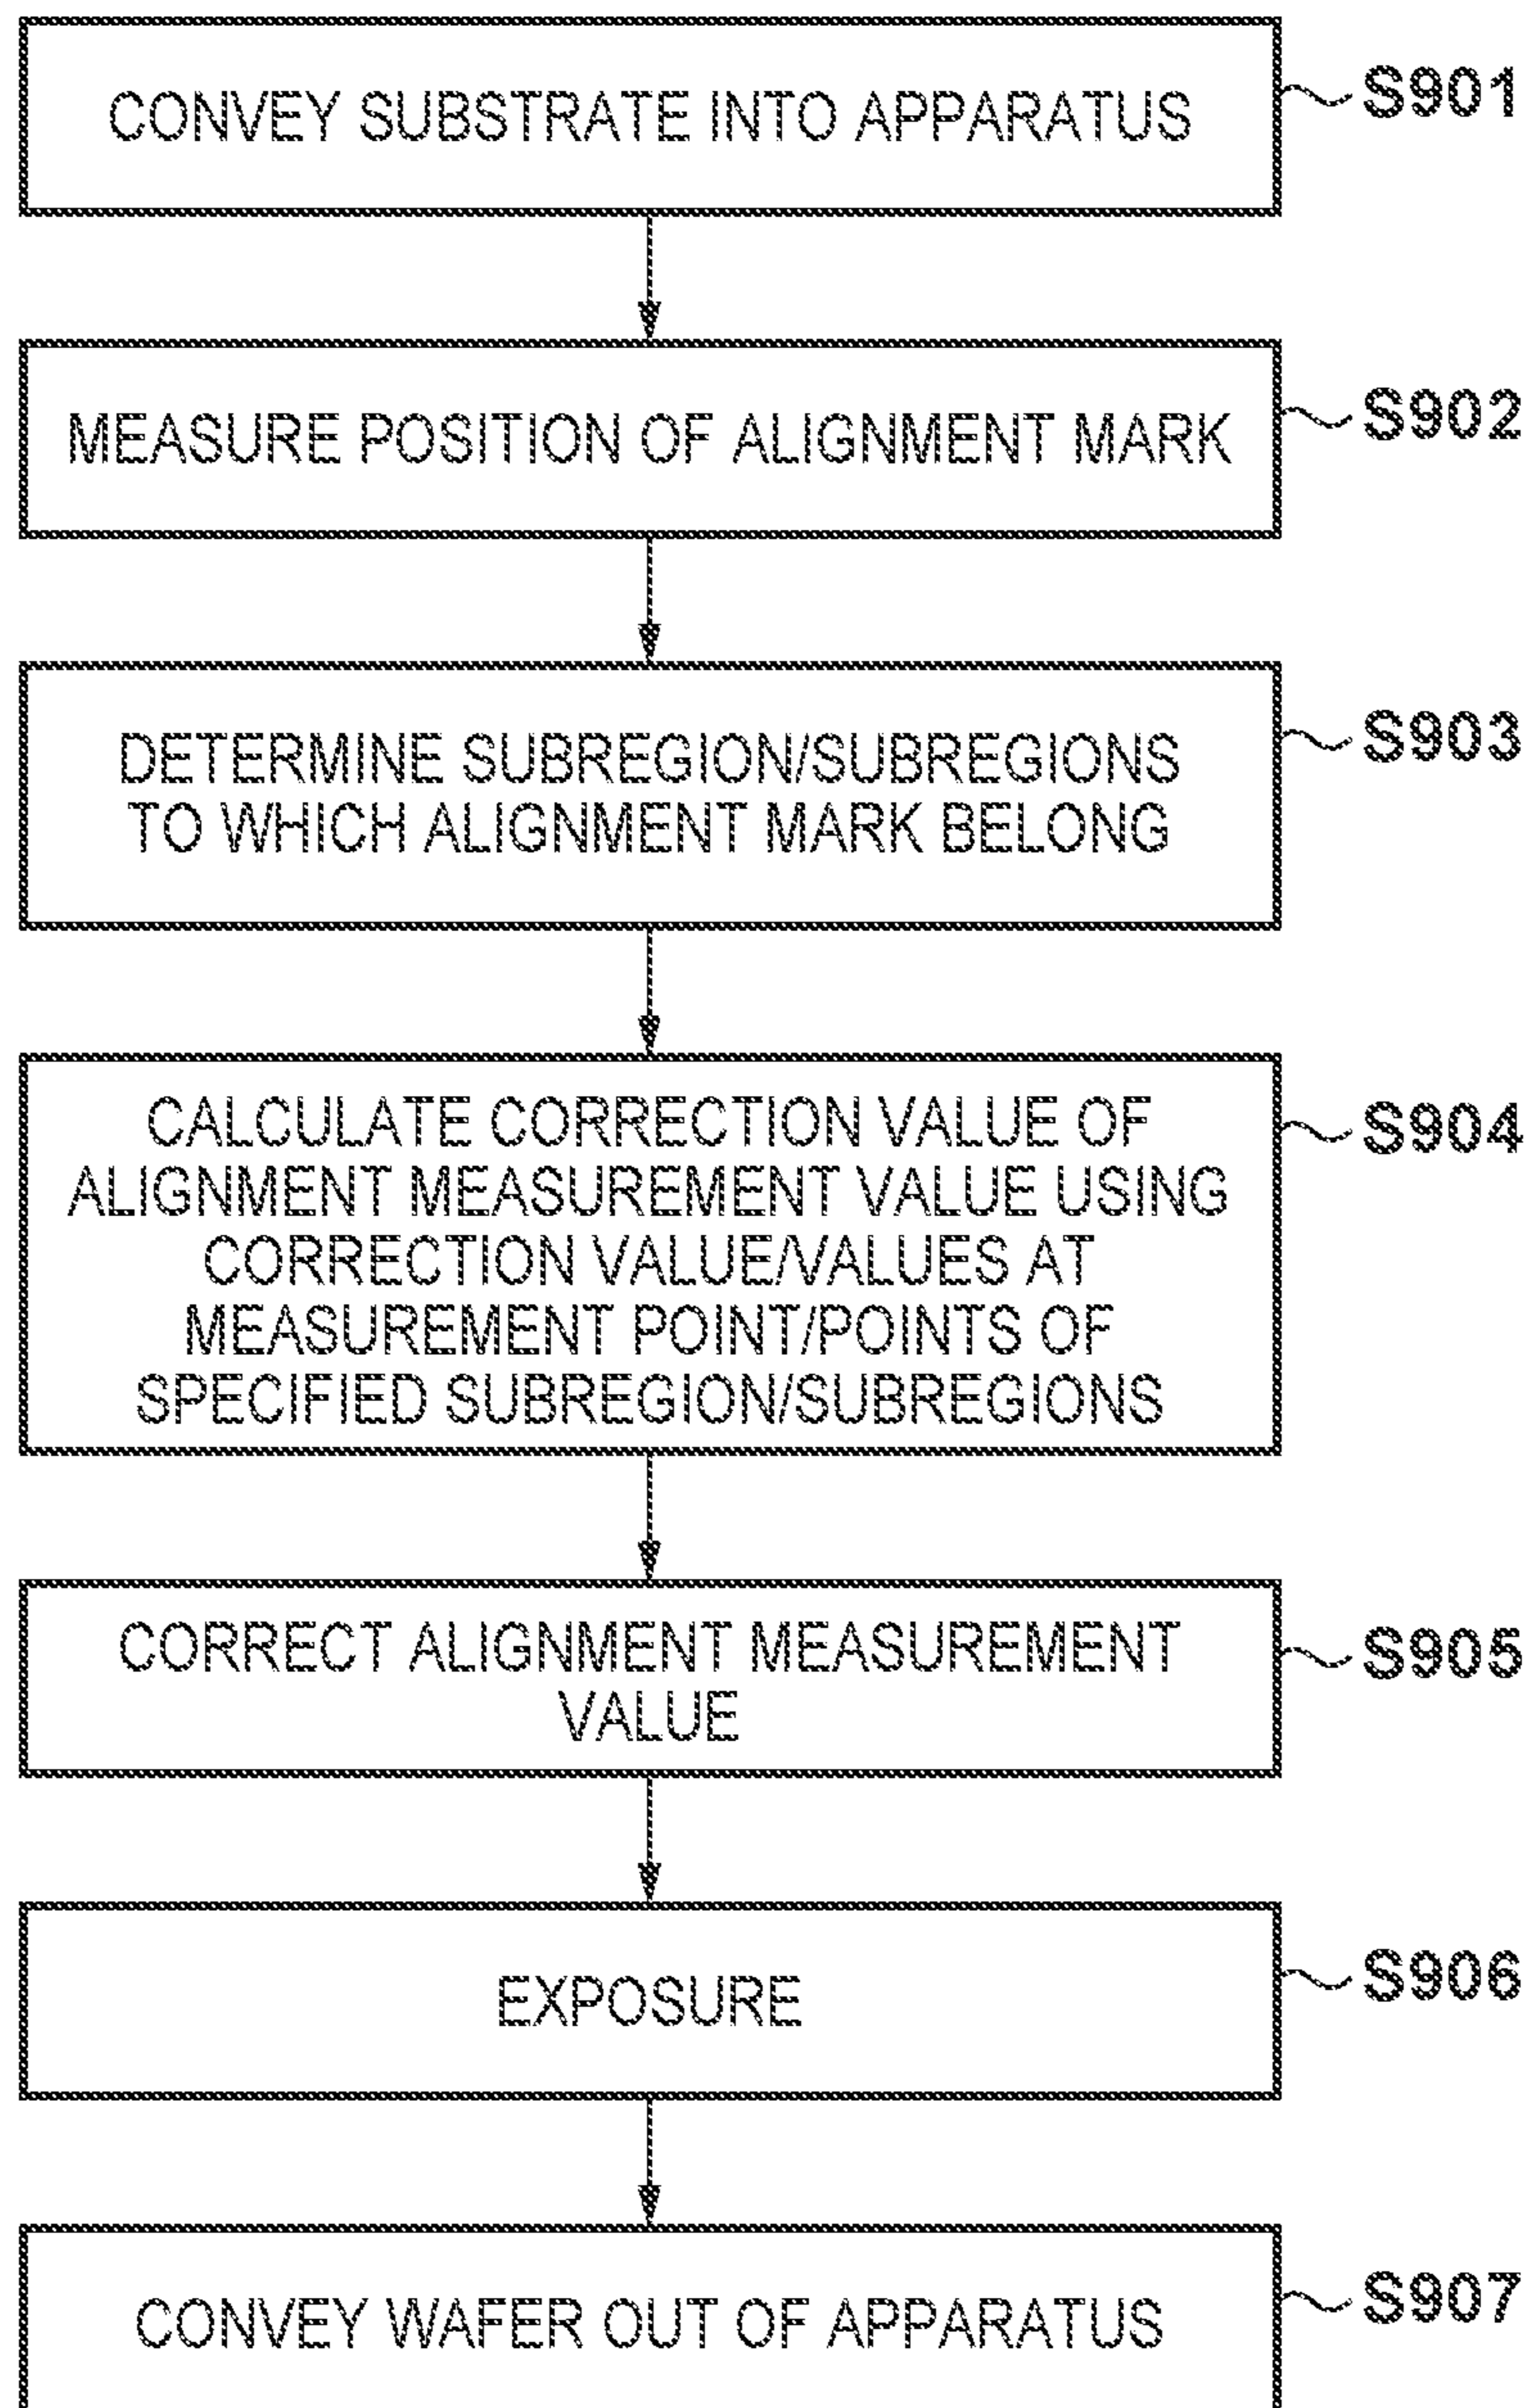 CONVEY SUBSTRATE INTO APPARATUS
S901
MEASURE POSITION OF ALIGNMENT MARK
S902
DETERMINE SUBREGION/SUBREGIONS
TO WHICH ALIGNMENT MARK BELONG
S903
CALCULATE CORRECTION VALUE OF
ALIGNMENT MEASUREMENT VALUE USING
CORRECTION VALUE/VALUES AT
MEASUREMENT POINT/POINTS OF
SPECIFIED SUBREGION/SUBREGIONS
S904
CORRECT ALIGNMENT MEASUREMENT
VALUE
S905
EXPOSURE
S906
CONVEY WAFER OUT OF APPARATUS
S907